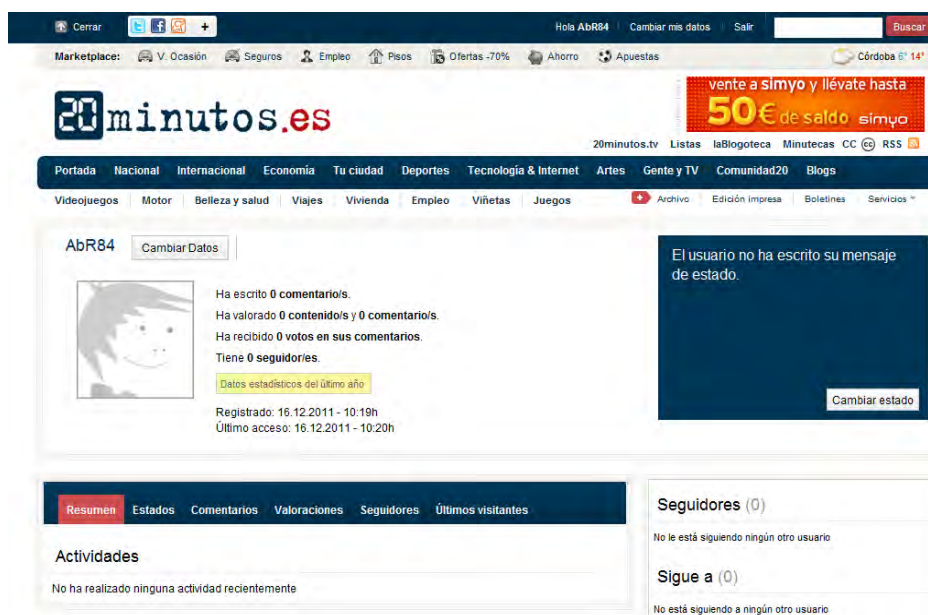 Cerrar + Hola AbR84 Cambiar mis datos Salir Buscar
Marketplace: V. Ocasión Seguros Empleo Pisos Ofertas -70% Ahorro Apuestas Córdoba 6° 14°
vente a simyo y llévate hasta
50€ de saldo simyo
20minutos.es
20minutos.tv Listas laBlogoteca Minutecas CC cc RSS
Portada Nacional Internacional Economía Tu ciudad Deportes Tecnología & Internet Artes Gente y TV Comunidad20 Blogs
Videojuegos Motor Belleza y salud Viajes Vivienda Empleo Viñetas Juegos + Archivo Edición impresa Boletines Servicios
AbR84 Cambiar Datos
Ha escrito 0 comentario/s.
Ha valorado 0 contenido/s y 0 comentario/s.
Ha recibido 0 votos en sus comentarios.
Tiene 0 seguidor/es.
Datos estadísticos del último año
Registrado: 16.12.2011 - 10:19h
Último acceso: 16.12.2011 - 10:20h
El usuario no ha escrito su mensaje
de estado.
Cambiar estado
Resumen Estados Comentarios Valoraciones Seguidores Últimos visitantes
Actividades
No ha realizado ninguna actividad recientemente
Seguidores (0)
No le está siguiendo ningún otro usuario
Sigue a (0)
No está siguiendo a ningún otro usuario